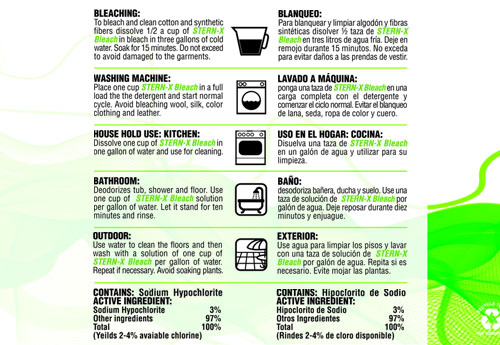 BLEACHING:
To bleach and clean cotton and synthetic
fibers dissolve 1/2 a cup of STERN-X
Bleach in bleach in three gallons of cold
water. Soak for 15 minutes. Do not exceed
to avoid damaged to the garments.
WASHING MACHINE:
Place one cup STERN-X Bleach in a full
load the the detergent and start normal
cycle. Avoid bleaching wool, silk, color
clothing and leather.
HOUSE HOLD USE: KITCHEN:
Dissolve one cup of STERN-X Bleach in
one gallon of water and use for cleaning.
BATHROOM:
Deodorizes tub, shower and floor. Use
one cup of STERN-X Bleach solution
per gallon of water. Let it stand for ten
minutes and rinse.
OUTDOOR:
Use water to clean the floors and then
wash with a solution of one cup of
STERN-X Bleach per gallon of water.
Repeat if necessary. Avoid soaking plants.
CONTAINS: Sodium Hypochlorite
ACTIVE INGREDIENT:
Sodium Hypochlorite 3%
Other ingredients 97%
Total 100%
(Yeilds 2-4% avaiable chlorine)
BLANQUEO:
Para blanquear y limpiar algodón y fibras
sintéticas disolver ½ taza de STERN-X
Bleach en tres litros de agua fría. Deje en
remojo durante 15 minutos. No exceda
para evitar daños a las prendas de vestir.
LAVADO A MÁQUINA:
ponga una taza de STERN-X Bleach en una
carga completa con el detergente y
comenzar el ciclo normal. Evitar el blanqueo
de lana, seda, ropa de color y cuero.
USO EN EL HOGAR: COCINA:
Disuelva una taza de STERN-X Bleach
en un galón de agua y utilizar para su
limpieza.
BAÑO:
desodoriza bañera, ducha y suelo. Use una
taza de solución de STERN-X Bleach por
galón de agua. Deje reposar durante diez
minutos y enjuague.
EXTERIOR:
Use agua para limpiar los pisos y lavar
con una taza de solución de STERN-X
Bleach por galón de agua. Repita si es
necesario. Evite mojar las plantas.
CONTAINS: Hipoclorito de Sodio
ACTIVE INGREDIENT:
Hipoclorito de Sodio 3%
Otros Ingredientes 97%
Total 100%
(Rindes 2-4% de cloro disponible)